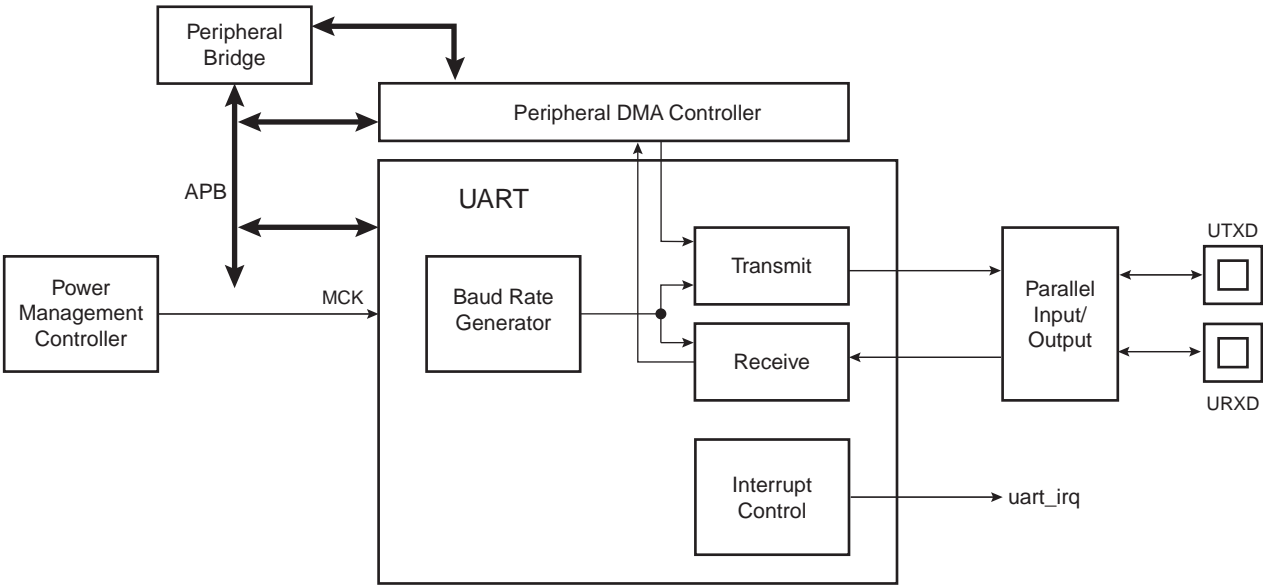 Peripheral
Bridge
Peripheral DMA Controller
APB
UART
Power
Management
Controller
MCK
Baud Rate
Generator
Transmit
Receive
Interrupt
Control
uart_irq
Parallel
Input/
Output
UTXD
URXD